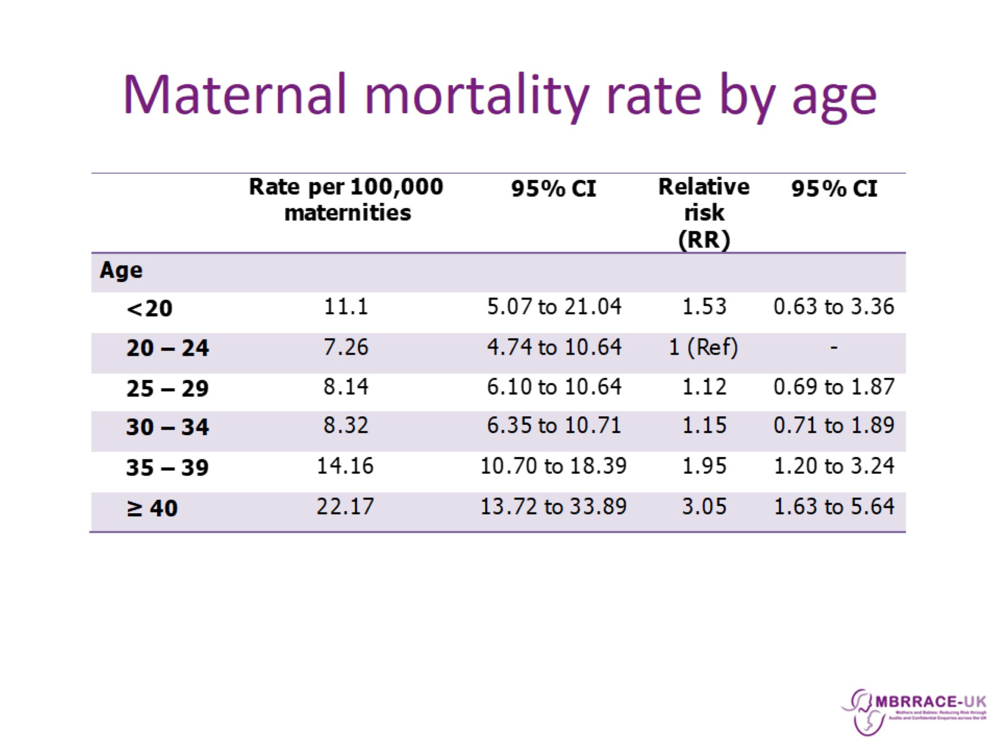 Maternal mortality rate by age
Rate per 100,000 maternities 95% CI Relative risk (RR) 95% CI
Age
<20 11.1 5.07 to 21.04 1.53 0.63 to 3.36
20 – 24 7.26 4.74 to 10.64 1 (Ref) -
25 – 29 8.14 6.10 to 10.64 1.12 0.69 to 1.87
30 – 34 8.32 6.35 to 10.71 1.15 0.71 to 1.89
35 – 39 14.16 10.70 to 18.39 1.95 1.20 to 3.24
≥ 40 22.17 13.72 to 33.89 3.05 1.63 to 5.64
MBRRACE-UK
Mothers and Babies: Reducing Risk through
Audits and Confidential Enquiries across the UK